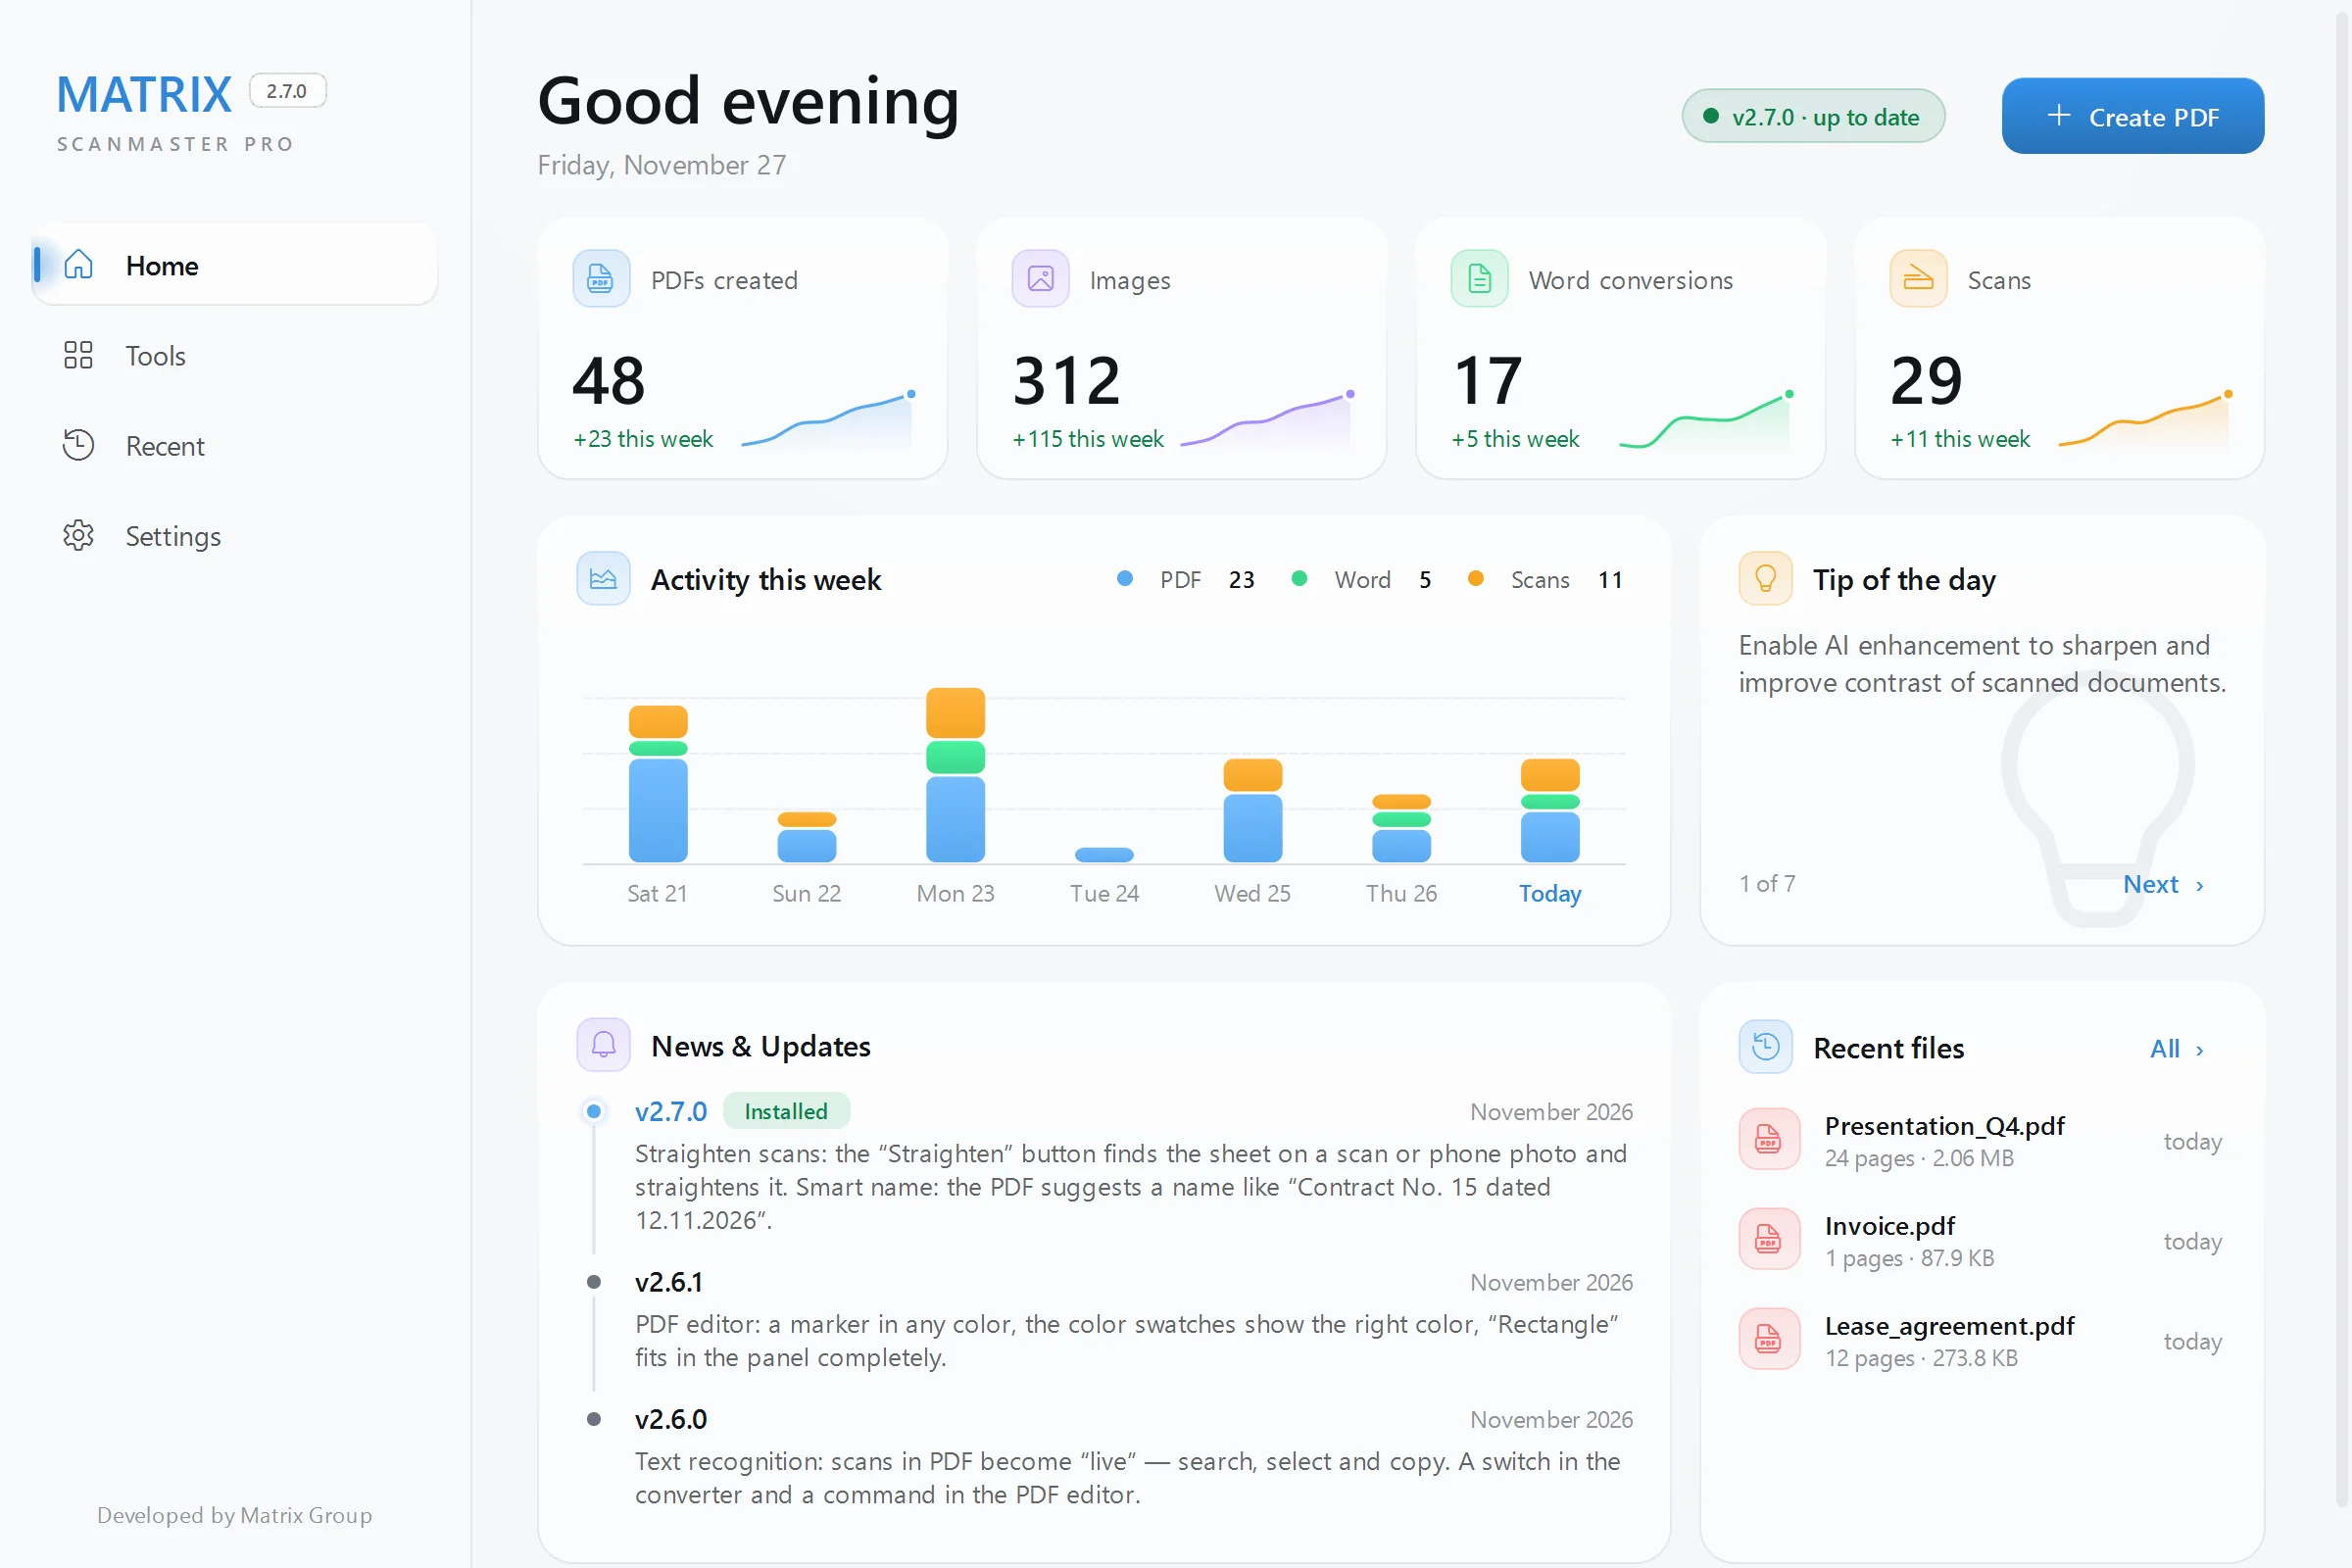 MATRIX 2.7.0
SCANMASTER PRO
Home
Tools
Recent
Settings
Developed by Matrix Group
Good evening
Friday, November 27
v2.7.0 · up to date
Create PDF
PDFs created
48
+23 this week
Images
312
+115 this week
Word conversions
17
+5 this week
Scans
29
+11 this week
Activity this week
PDF 23 Word 5 Scans 11
Sat 21 Sun 22 Mon 23 Tue 24 Wed 25 Thu 26 Today
Tip of the day
Enable AI enhancement to sharpen and
improve contrast of scanned documents.
1 of 7 Next ›
News & Updates
v2.7.0 Installed November 2026
Straighten scans: the “Straighten” button finds the sheet on a scan or phone photo and
straightens it. Smart name: the PDF suggests a name like “Contract No. 15 dated
12.11.2026”.
v2.6.1 November 2026
PDF editor: a marker in any color, the color swatches show the right color, “Rectangle”
fits in the panel completely.
v2.6.0 November 2026
Text recognition: scans in PDF become “live” — search, select and copy. A switch in the
converter and a command in the PDF editor.
Recent files All ›
PDF
Presentation_Q4.pdf
24 pages · 2.06 MB
today
PDF
Invoice.pdf
1 pages · 87.9 KB
today
PDF
Lease_agreement.pdf
12 pages · 273.8 KB
today